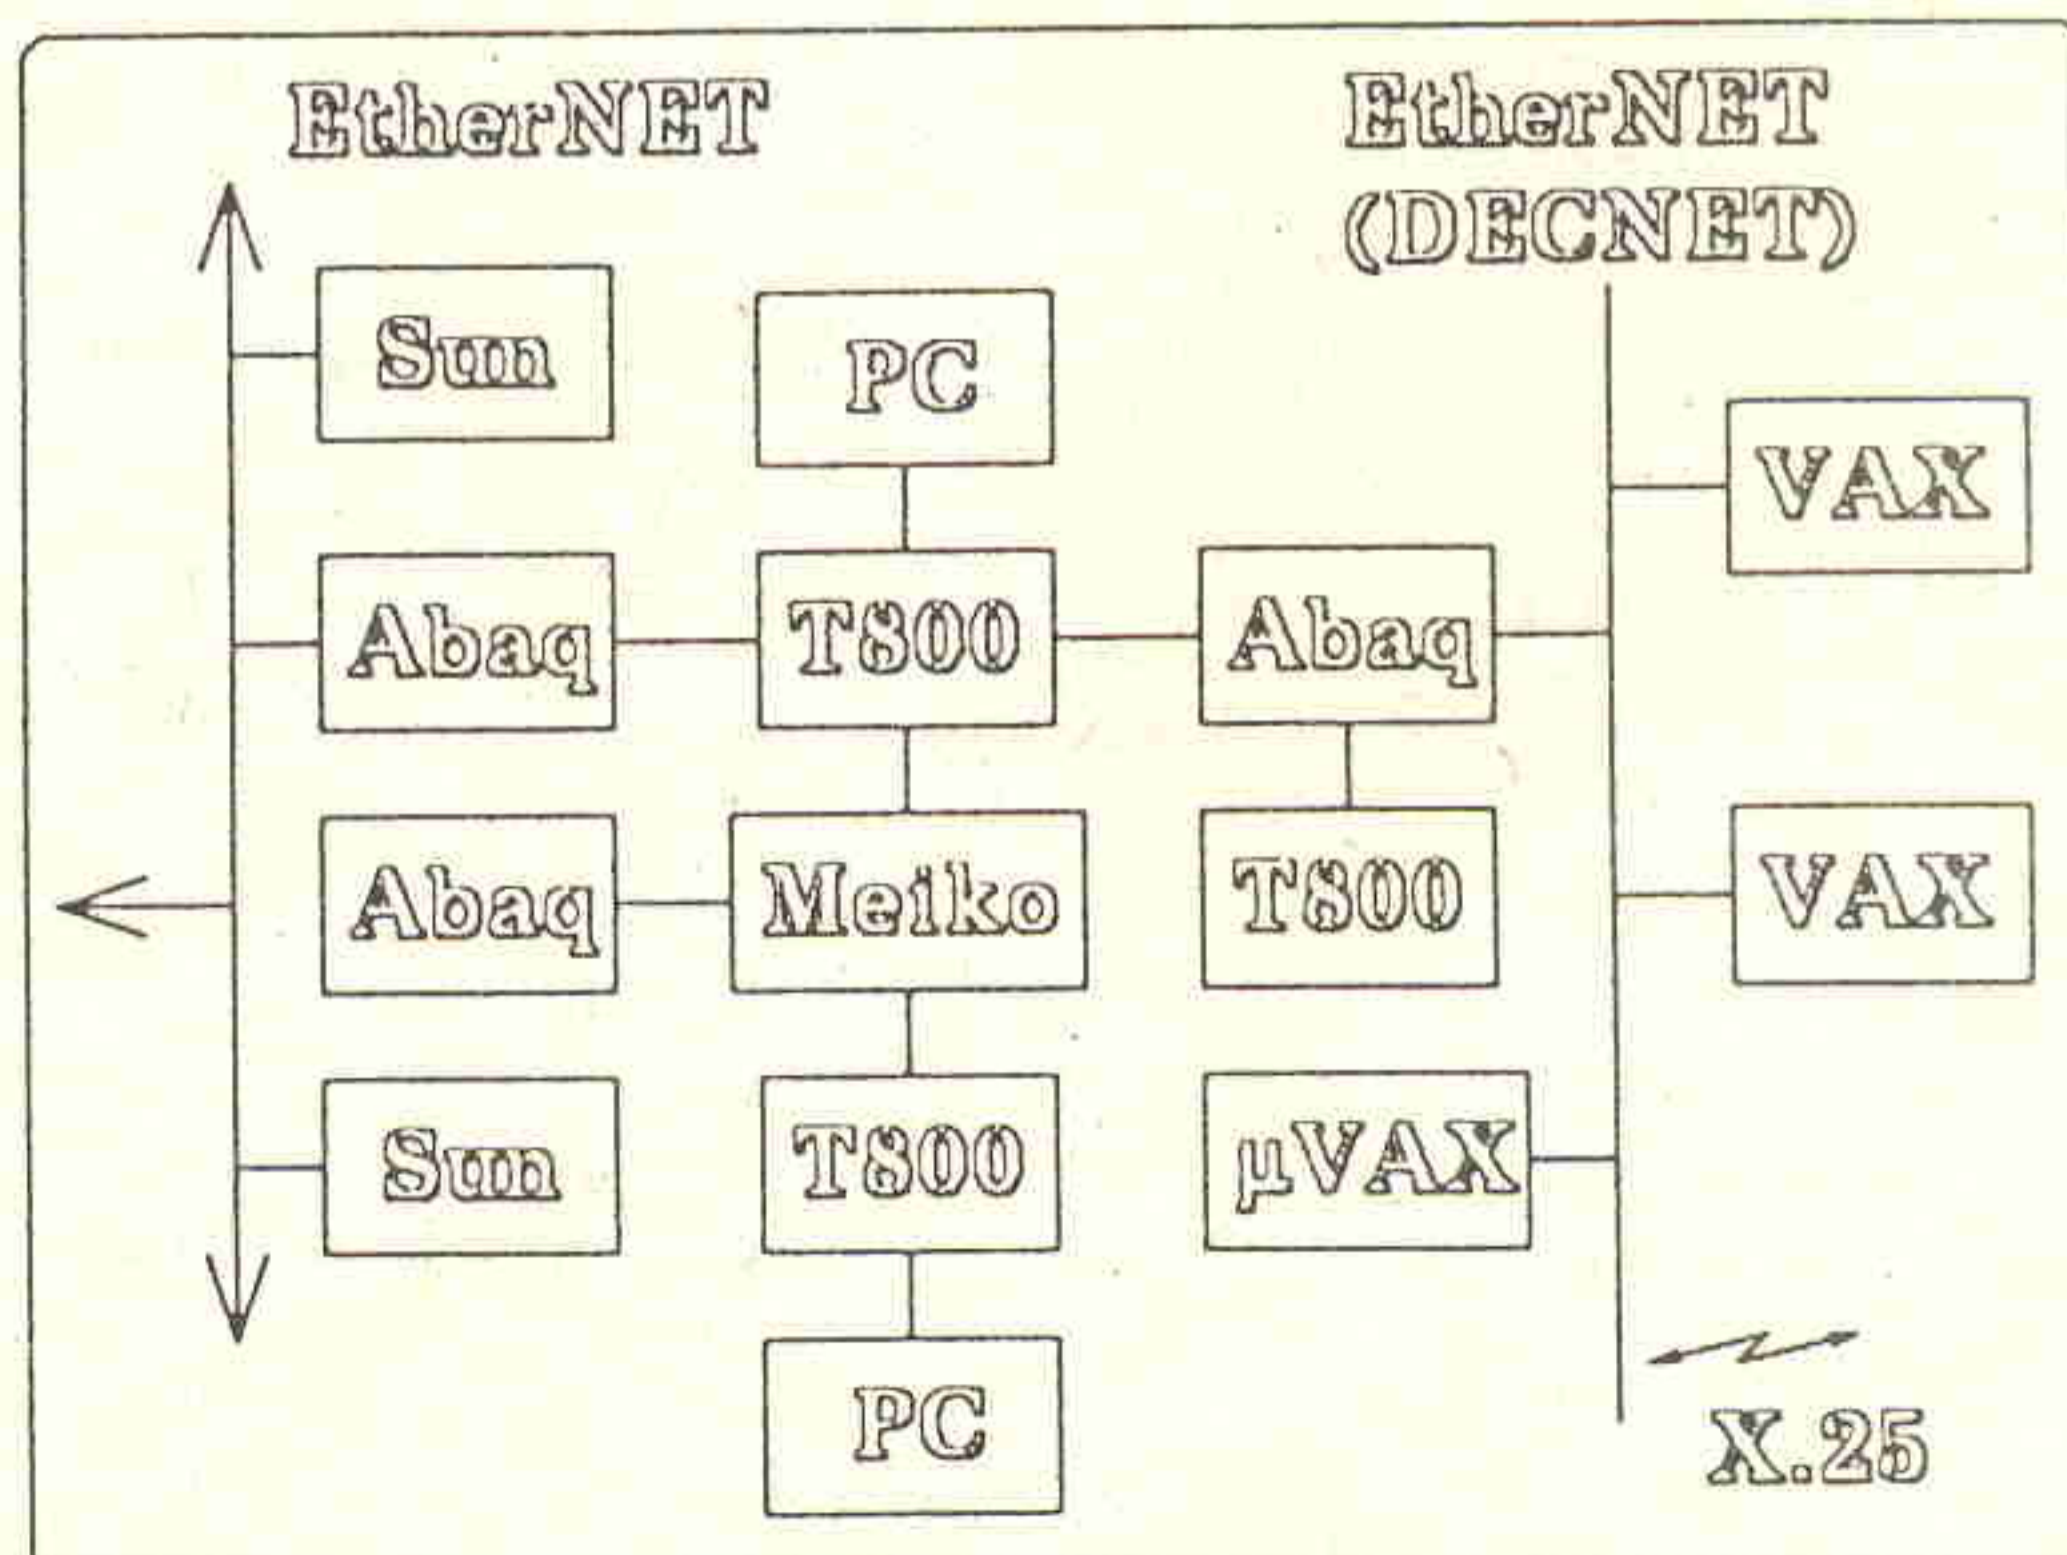 EtherNET
EtherNET
(DECNET)
Sun
PC
VAX
Abaq
T800
Abaq
Abaq
Meiko
T800
VAX
Sun
T800
μVAX
PC
X.25